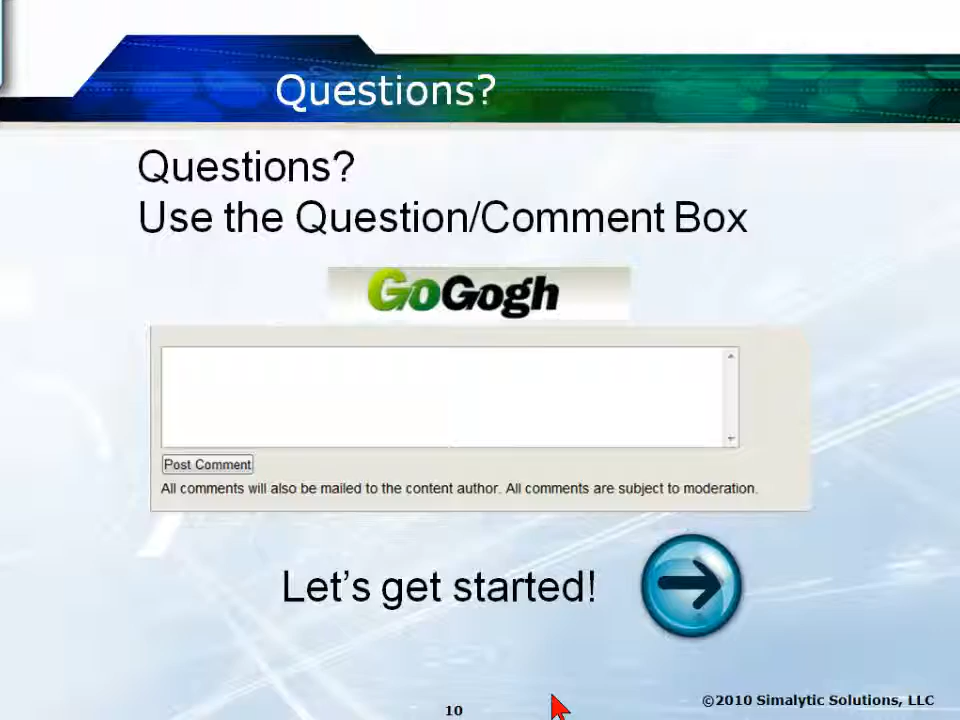 Questions?
Questions?
Use the Question/Comment Box
GoGogh
Post Comment
All comments will also be mailed to the content author. All comments are subject to moderation.
Let's get started!
10
©2010 Simalytic Solutions, LLC